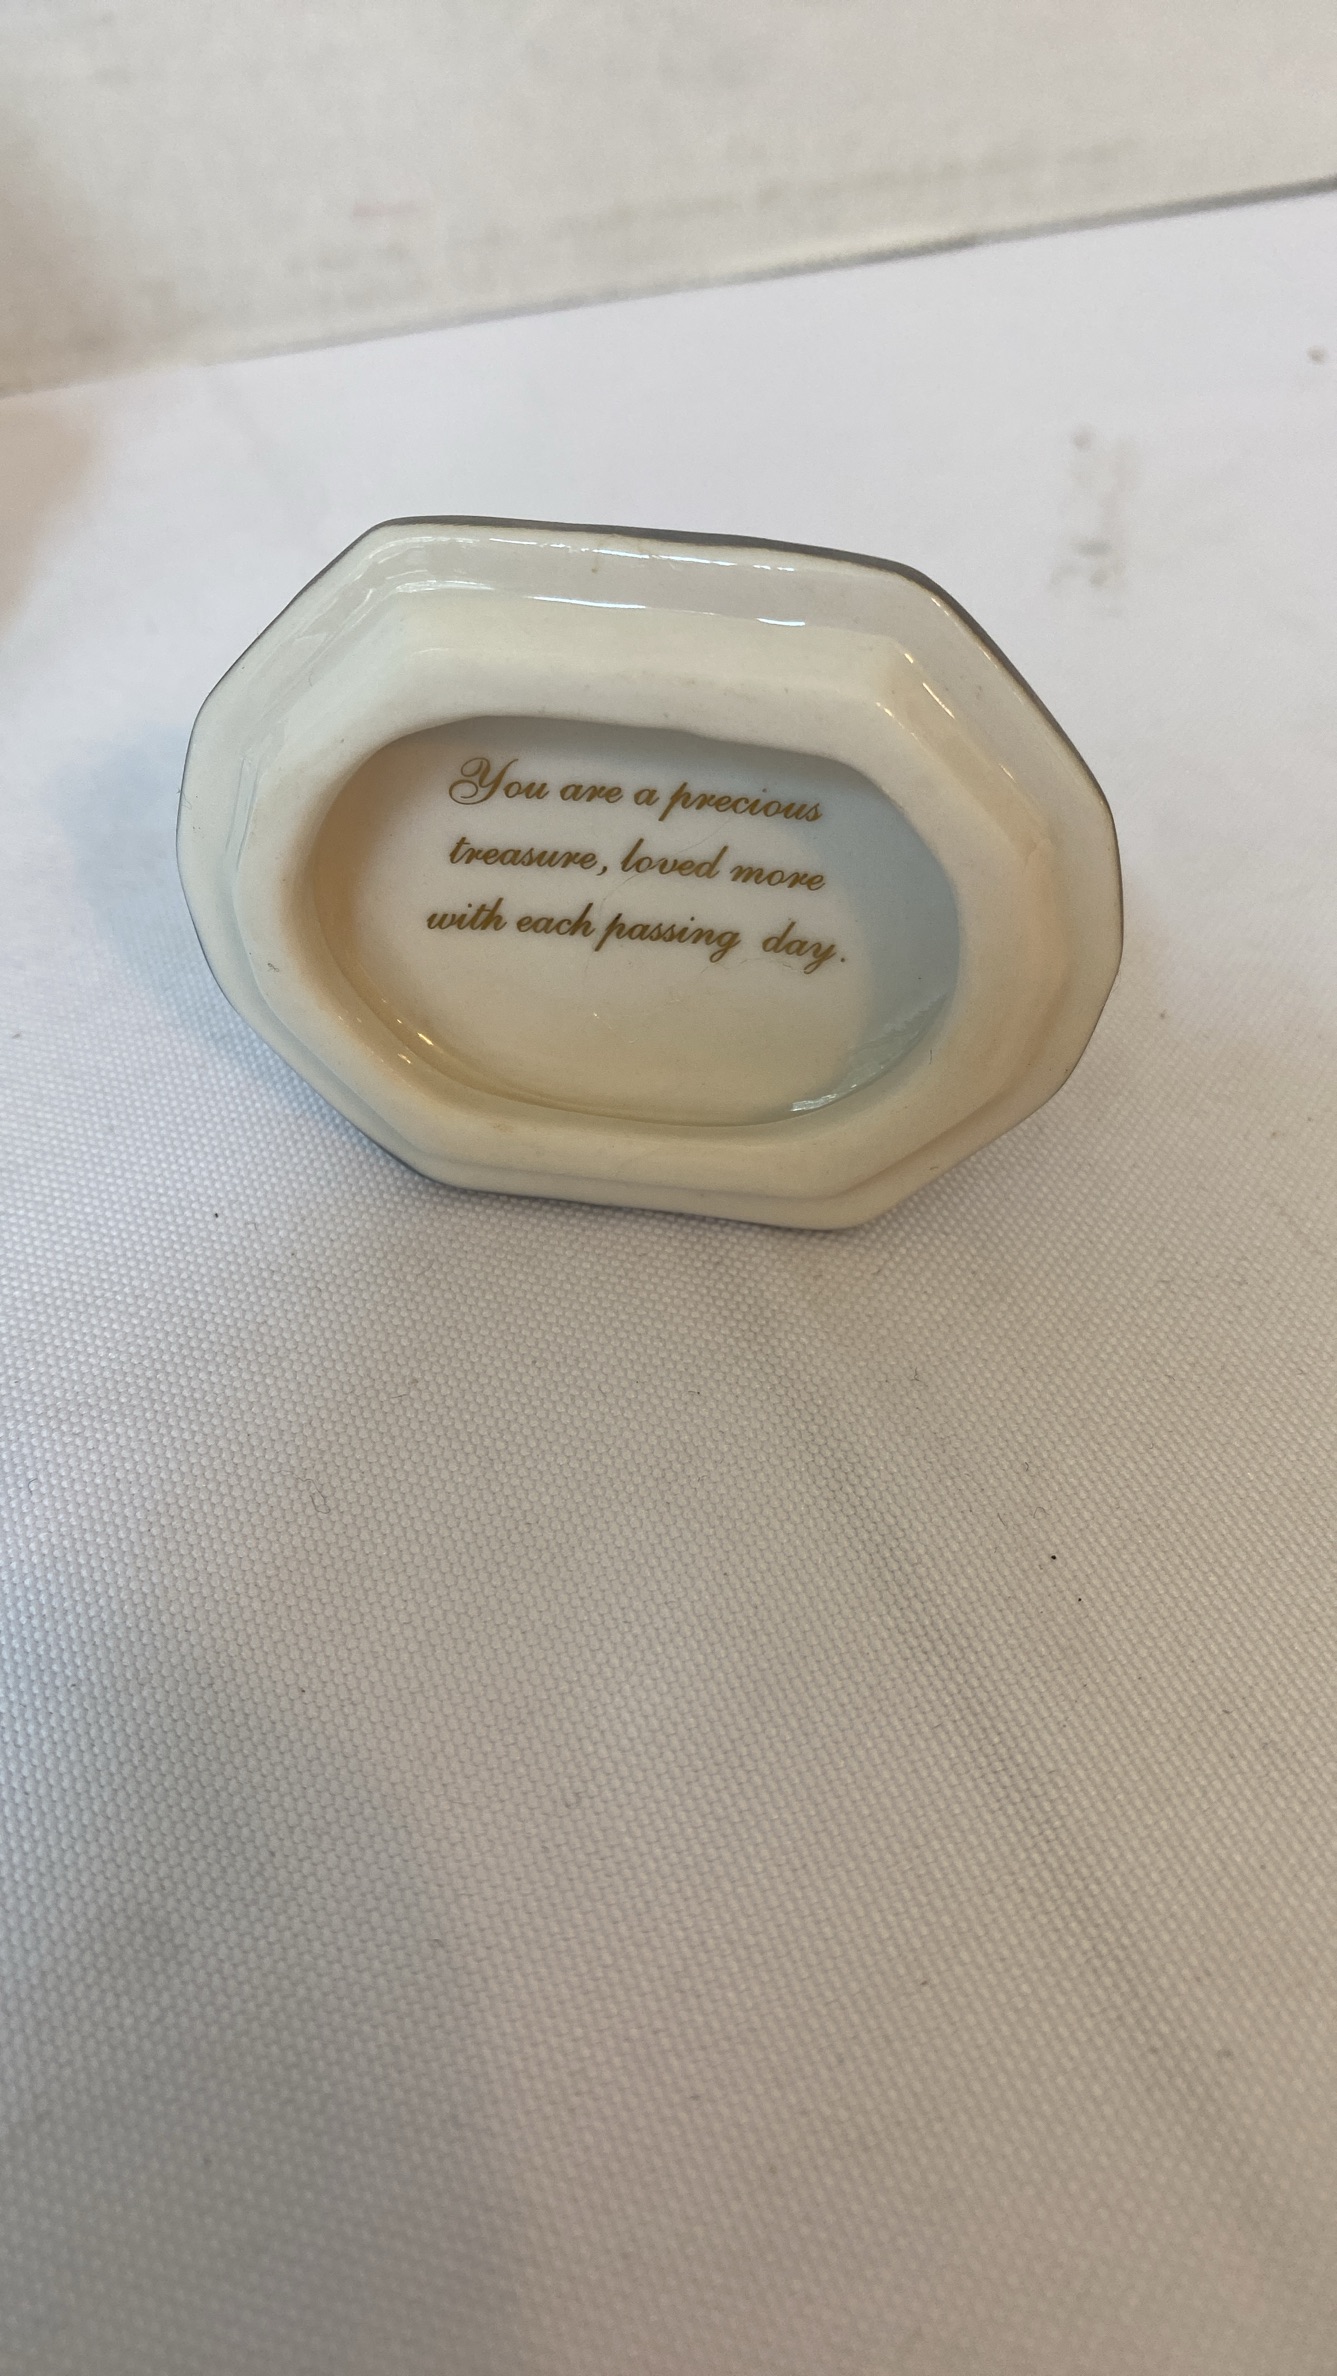 You are a precious
treasure, loved more
with each passing day.